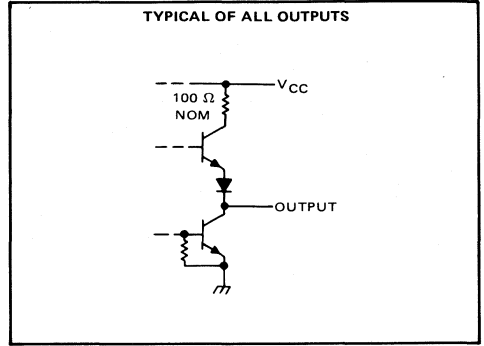 TYPICAL OF ALL OUTPUTS
VCC
100 Ω
NOM
OUTPUT